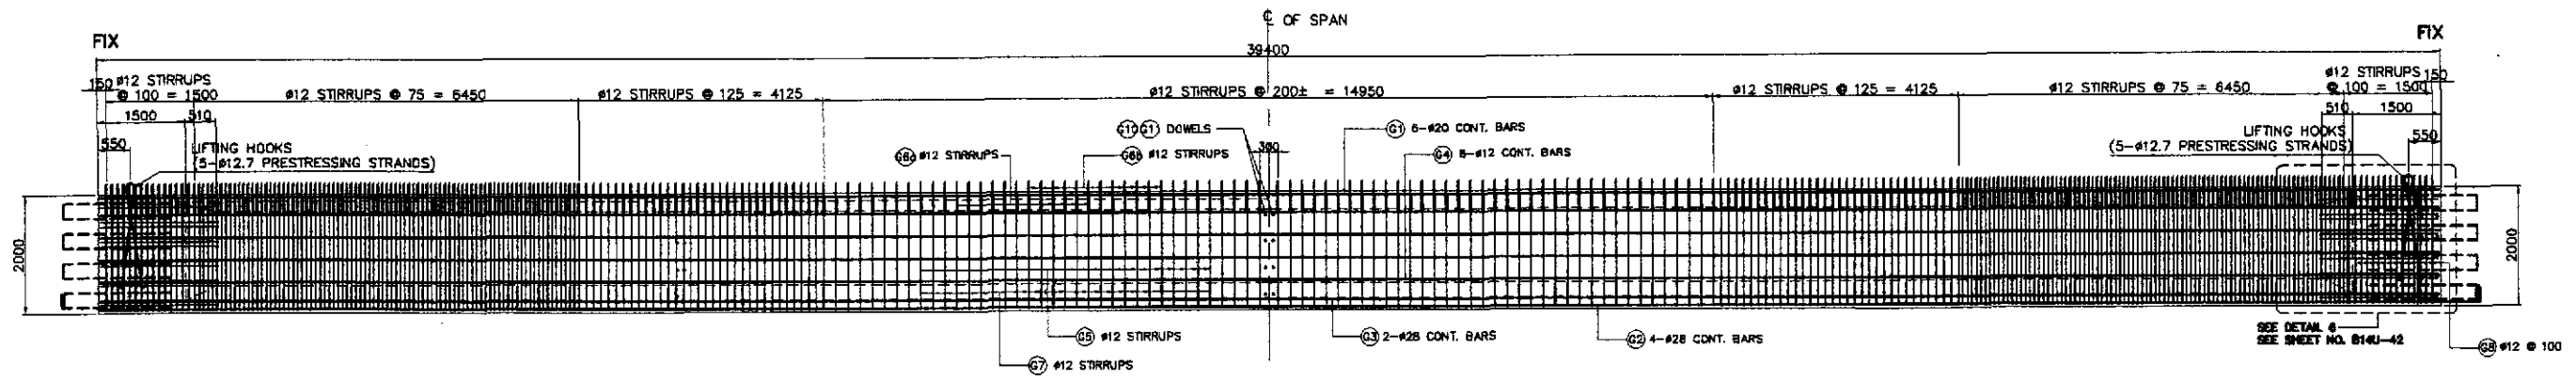 ℄ OF SPAN
FIX
FIX
39400
150
ø12 STIRRUPS
@ 100 = 1500
ø12 STIRRUPS @ 75 = 6450
ø12 STIRRUPS @ 125 = 4125
ø12 STIRRUPS @ 200± = 14950
ø12 STIRRUPS @ 125 = 4125
ø12 STIRRUPS @ 75 = 6450
ø12 STIRRUPS
@ 100 = 1500
150
1500
510
510
1500
550
LIFTING HOOKS
(5-ø12.7 PRESTRESSING STRANDS)
G6a ø12 STIRRUPS
G6b ø12 STIRRUPS
G10 G11 DOWELS
300
G1 6-ø20 CONT. BARS
G4 8-ø12 CONT. BARS
LIFTING HOOKS
(5-ø12.7 PRESTRESSING STRANDS)
550
2000
2000
G5 ø12 STIRRUPS
G7 ø12 STIRRUPS
G3 2-ø28 CONT. BARS
G2 4-ø28 CONT. BARS
SEE DETAIL 6
SEE SHEET NO. B14U-42
G8 ø12 @ 100